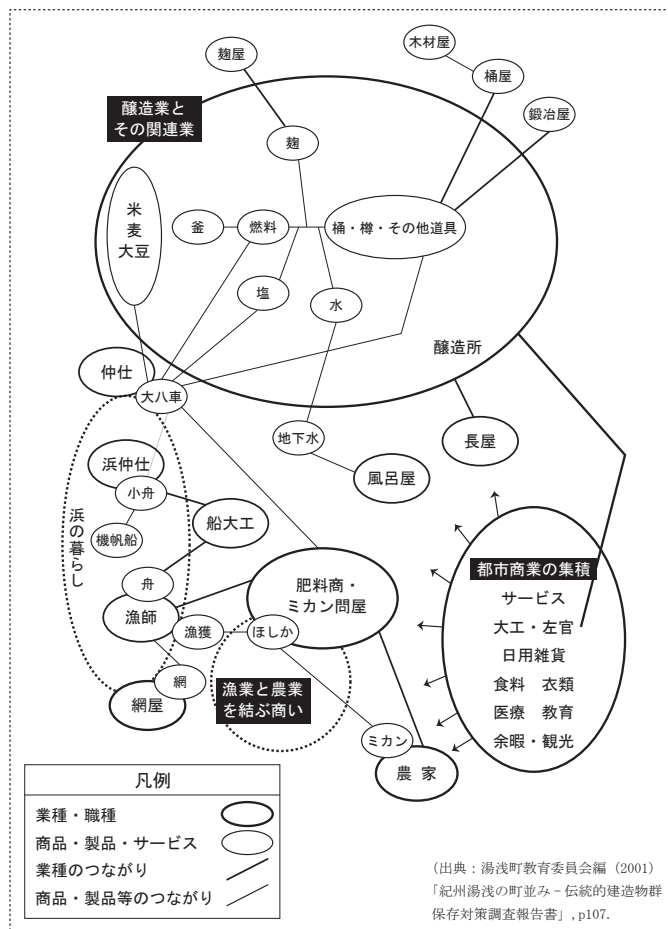 木材屋
麹屋
桶屋
鍛冶屋
醸造業と
その関連業
麹
米
麦
大豆
釜
燃料
桶・樽・その他道具
塩
水
醸造所
仲仕
大八車
地下水
長屋
風呂屋
浜仲仕
小舟
船大工
機帆船
浜の暮らし
舟
漁師
漁獲
ほしか
肥料商・
ミカン問屋
網
網屋
漁業と農業
を結ぶ商い
ミカン
農 家
都市商業の集積
サービス
大工・左官
日用雑貨
食料 衣類
医療 教育
余暇・観光
凡例
業種・職種
商品・製品・サービス
業種のつながり
商品・製品等のつながり
(出典:湯浅町教育委員会編(2001)
「紀州湯浅の町並み-伝統的建造物群
保存対策調査報告書」,p107.